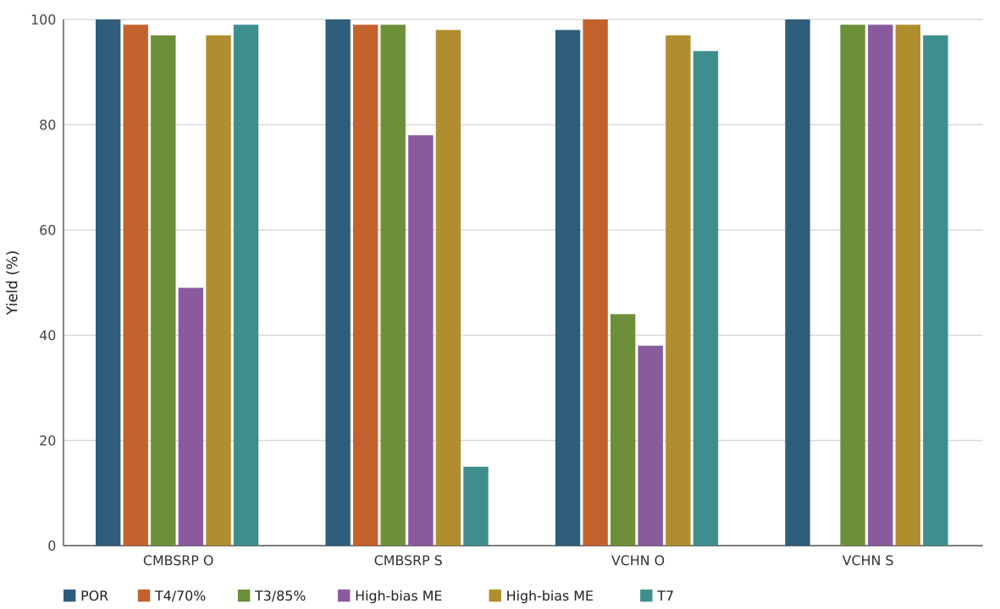 100
80
60
40
20
0
Yield (%)
CMBSRP O CMBSRP S VCHN O VCHN S
POR T4/70% T3/85% High-bias ME High-bias ME T7